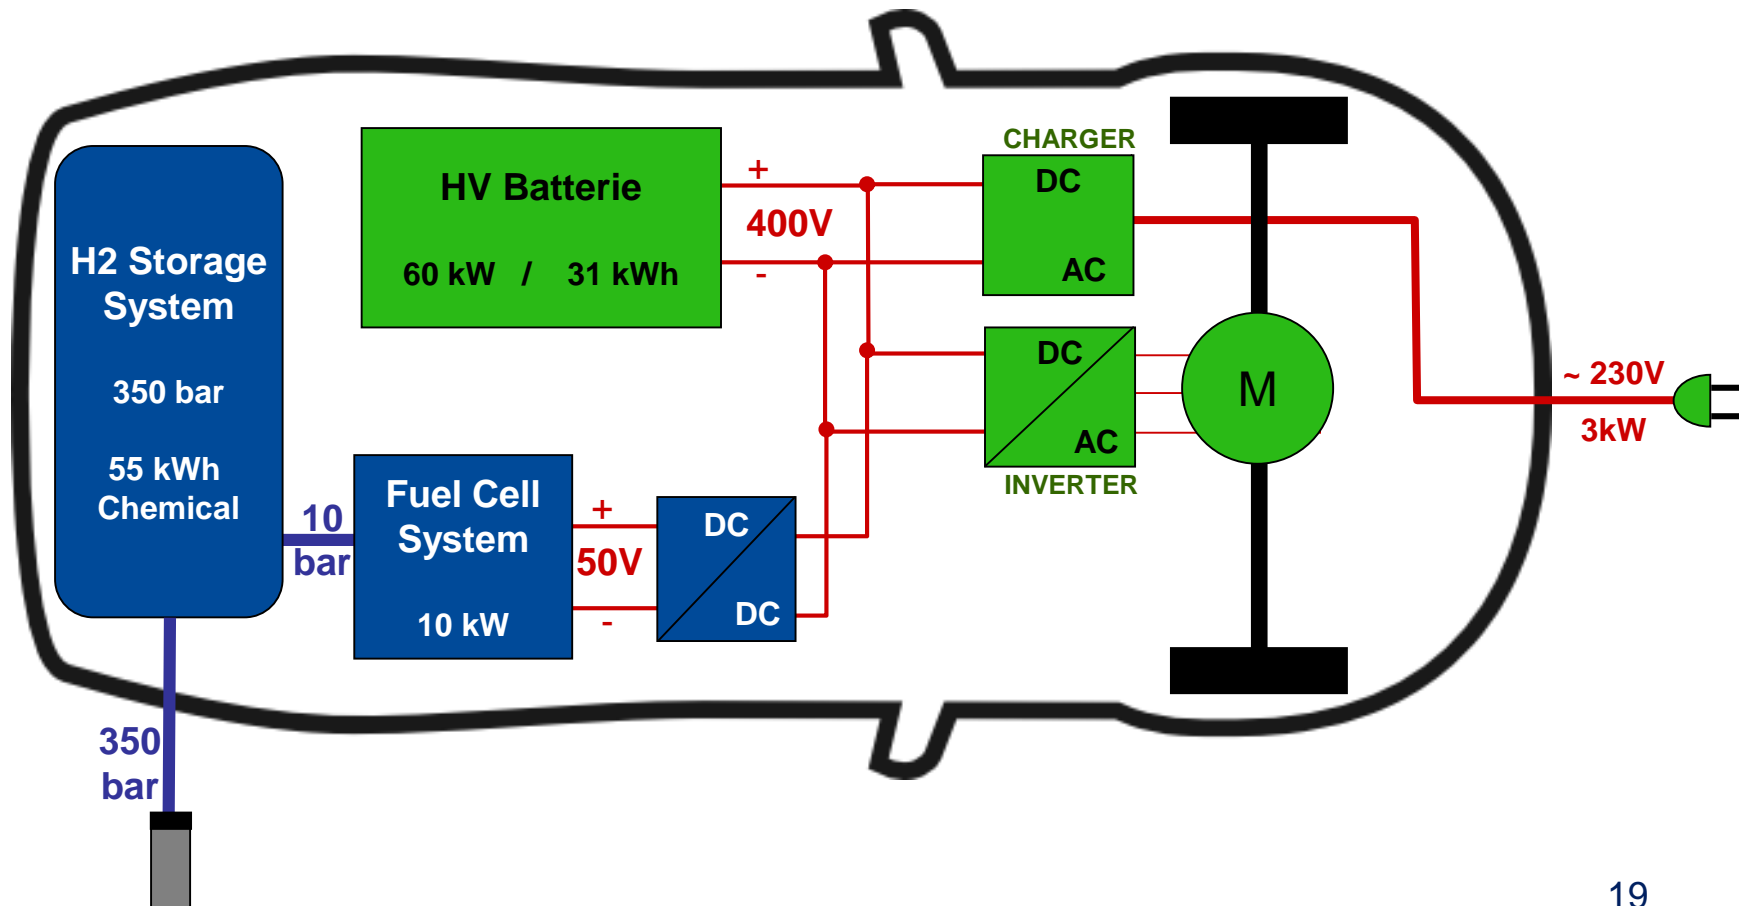 H2 Storage
System
350 bar
55 kWh
Chemical
350
bar
10
bar
HV Batterie
60 kW / 31 kWh
+
400V
-
Fuel Cell
System
10 kW
+
50V
-
DC
DC
CHARGER
DC
AC
DC
AC
INVERTER
M
~ 230V
3kW
19